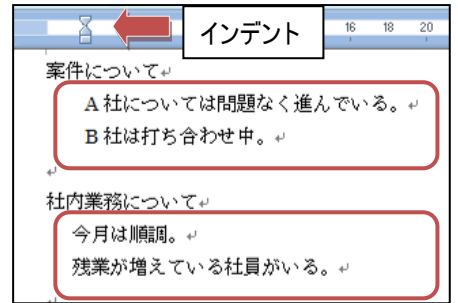 インデント
16 18 20
案件について↵
A 社については問題なく進んでいる。↵
B 社は打ち合わせ中。↵
↵
社内業務について↵
今月は順調。↵
残業が増えている社員がいる。↵